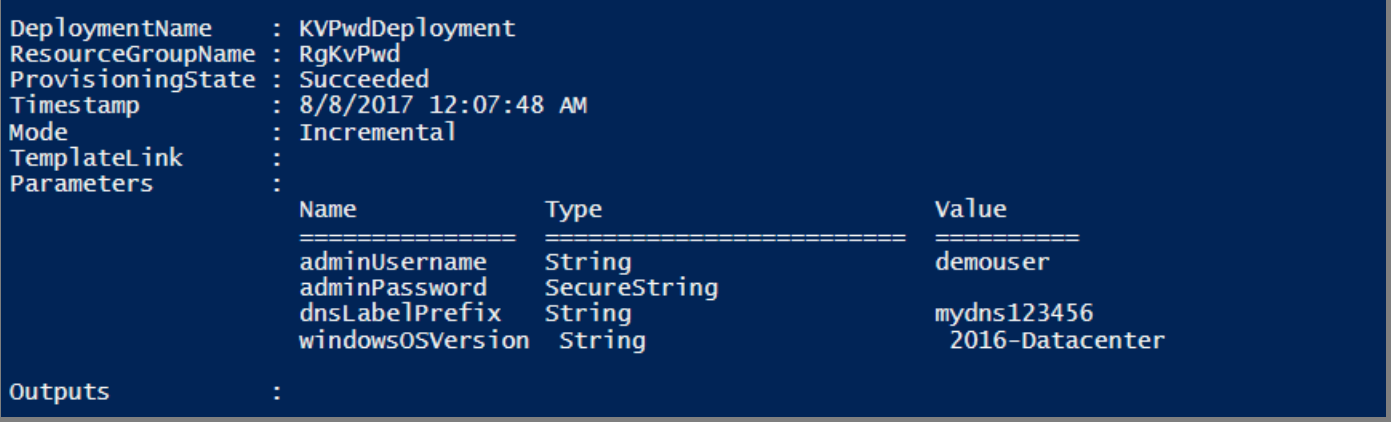 DeploymentName    : KVPwdDeployment
ResourceGroupName : RgKvPwd
ProvisioningState : Succeeded
Timestamp         : 8/8/2017 12:07:48 AM
Mode              : Incremental
TemplateLink      :
Parameters        :
                    Name             Type                       Value
                    ===============  =========================  ==========
                    adminUsername    String                     demouser
                    adminPassword    SecureString
                    dnsLabelPrefix   String                     mydns123456
                    windowsOSVersion  String                     2016-Datacenter
Outputs           :